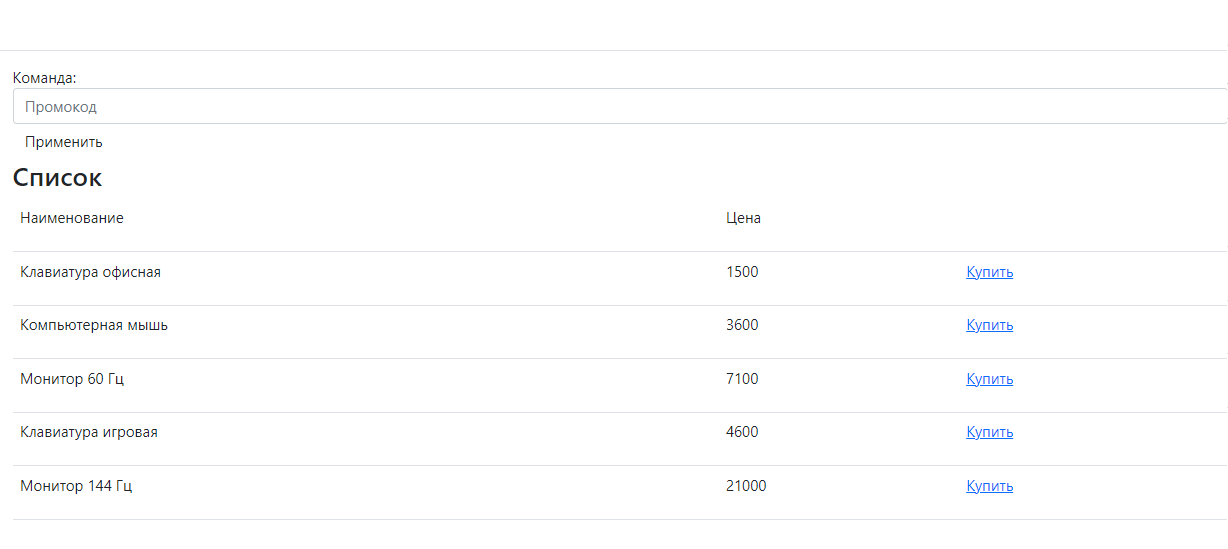 Команда:
Промокод
Применить
Список
Наименование Цена
Клавиатура офисная 1500 Купить
Компьютерная мышь 3600 Купить
Монитор 60 Гц 7100 Купить
Клавиатура игровая 4600 Купить
Монитор 144 Гц 21000 Купить